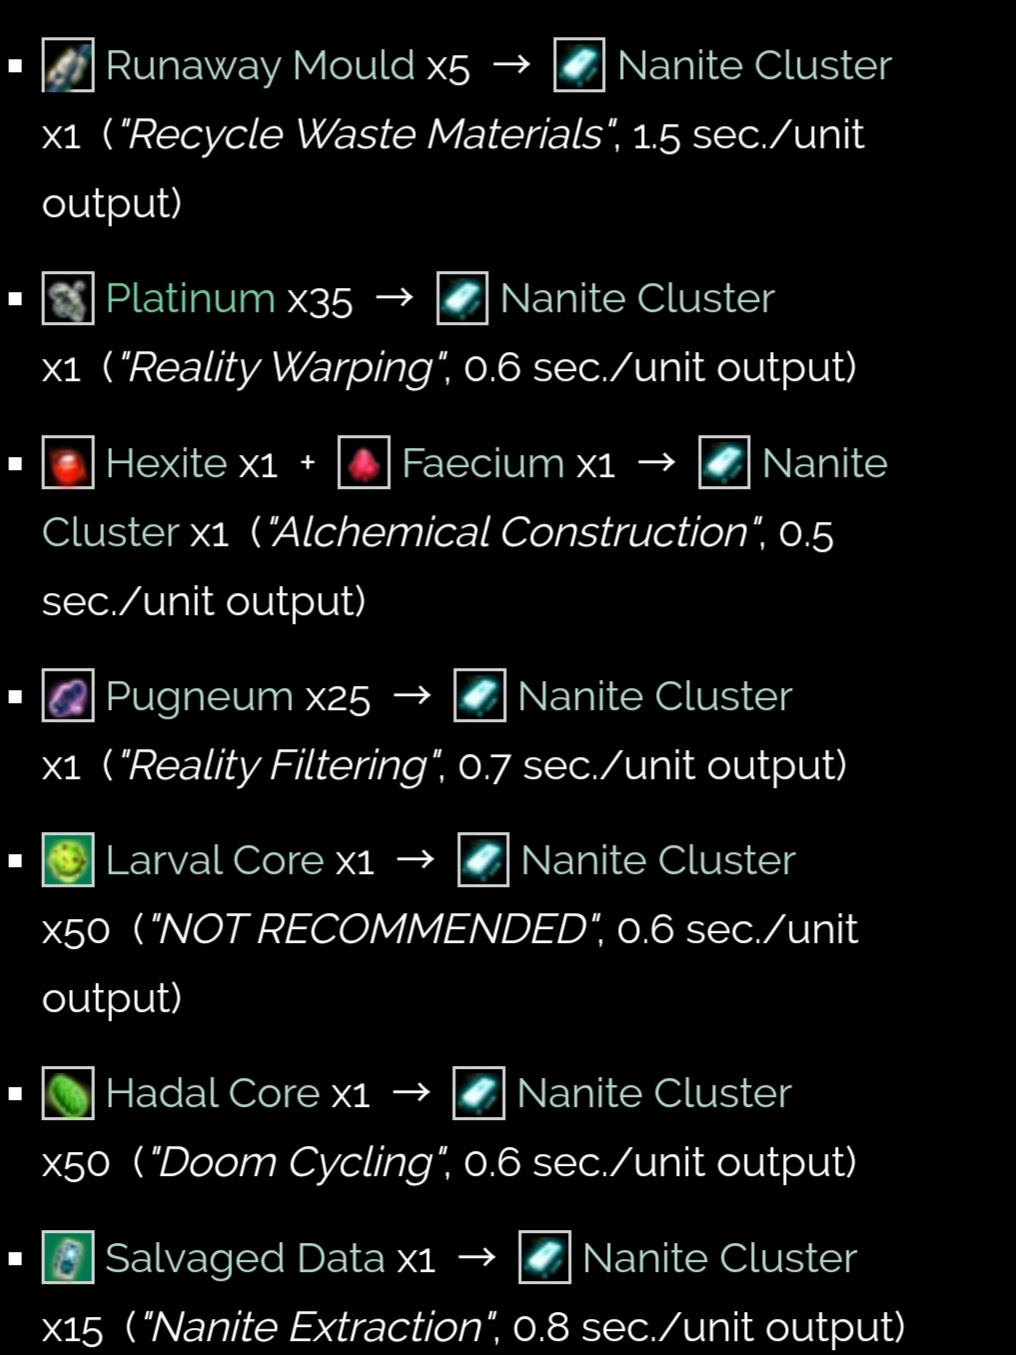 Runaway Mould x5 → Nanite Cluster
x1 ("Recycle Waste Materials", 1.5 sec./unit
output)
Platinum x35 → Nanite Cluster
x1 ("Reality Warping", 0.6 sec./unit output)
Hexite x1 + Faecium x1 → Nanite
Cluster x1 ("Alchemical Construction", 0.5
sec./unit output)
Pugneum x25 → Nanite Cluster
x1 ("Reality Filtering", 0.7 sec./unit output)
Larval Core x1 → Nanite Cluster
x50 ("NOT RECOMMENDED", 0.6 sec./unit
output)
Hadal Core x1 → Nanite Cluster
x50 ("Doom Cycling", 0.6 sec./unit output)
Salvaged Data x1 → Nanite Cluster
x15 ("Nanite Extraction", 0.8 sec./unit output)